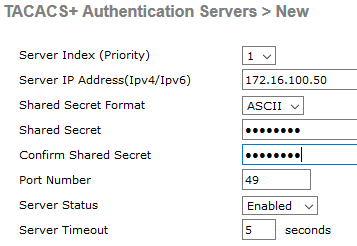 TACACS+ Authentication Servers > New
Server Index (Priority) 1
Server IP Address(Ipv4/Ipv6) 172.16.100.50
Shared Secret Format ASCII
Shared Secret ●●●●●●●●
Confirm Shared Secret ●●●●●●●●
Port Number 49
Server Status Enabled
Server Timeout 5 seconds